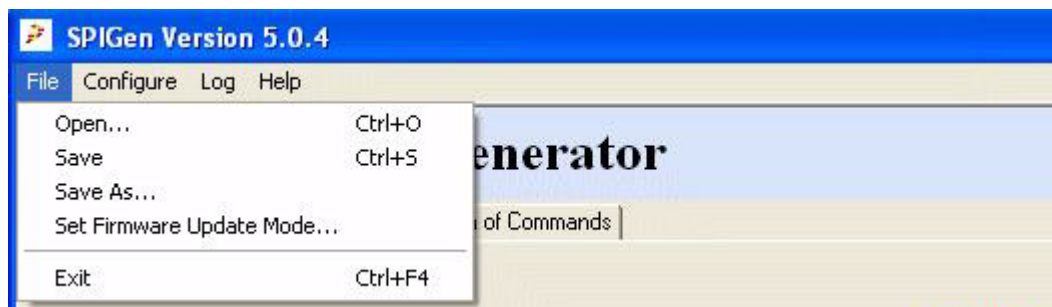 SPIGen Version 5.0.4
File Configure Log Help
Open... Ctrl+O
Save Ctrl+S
Save As...
Set Firmware Update Mode...
Exit Ctrl+F4
enerator
of Commands